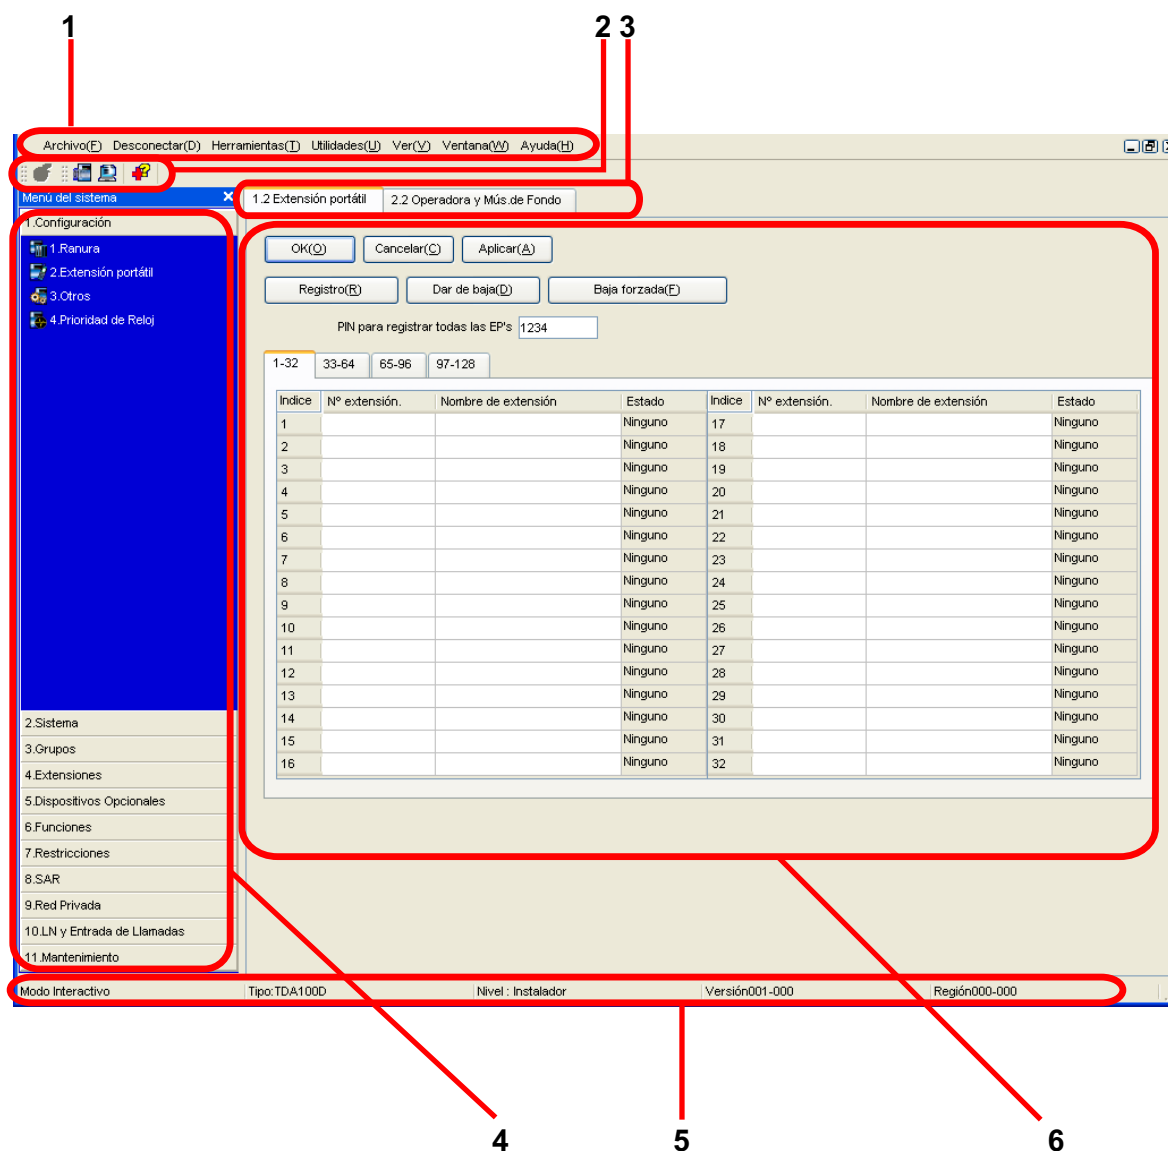 1 2 3
Archivo(F) Desconectar(D) Herramientas(T) Utilidades(U) Ver(V) Ventana(W) Ayuda(H)
Menú del sistema
1.2 Extensión portátil 2.2 Operadora y Mús.de Fondo
1.Configuración
1.Ranura
2.Extensión portátil
3.Otros
4.Prioridad de Reloj
2.Sistema
3.Grupos
4.Extensiones
5.Dispositivos Opcionales
6.Funciones
7.Restricciones
8.SAR
9.Red Privada
10.LN y Entrada de Llamadas
11.Mantenimiento
OK(O) Cancelar(C) Aplicar(A)
Registro(R) Dar de baja(D) Baja forzada(F)
PIN para registrar todas las EP's 1234
1-32 33-64 65-96 97-128
Indice Nº extensión. Nombre de extensión Estado Indice Nº extensión. Nombre de extensión Estado
1 Ninguno 17 Ninguno
2 Ninguno 18 Ninguno
3 Ninguno 19 Ninguno
4 Ninguno 20 Ninguno
5 Ninguno 21 Ninguno
6 Ninguno 22 Ninguno
7 Ninguno 23 Ninguno
8 Ninguno 24 Ninguno
9 Ninguno 25 Ninguno
10 Ninguno 26 Ninguno
11 Ninguno 27 Ninguno
12 Ninguno 28 Ninguno
13 Ninguno 29 Ninguno
14 Ninguno 30 Ninguno
15 Ninguno 31 Ninguno
16 Ninguno 32 Ninguno
Modo Interactivo Tipo:TDA100D Nivel : Instalador Versión001-000 Región000-000
4 5 6